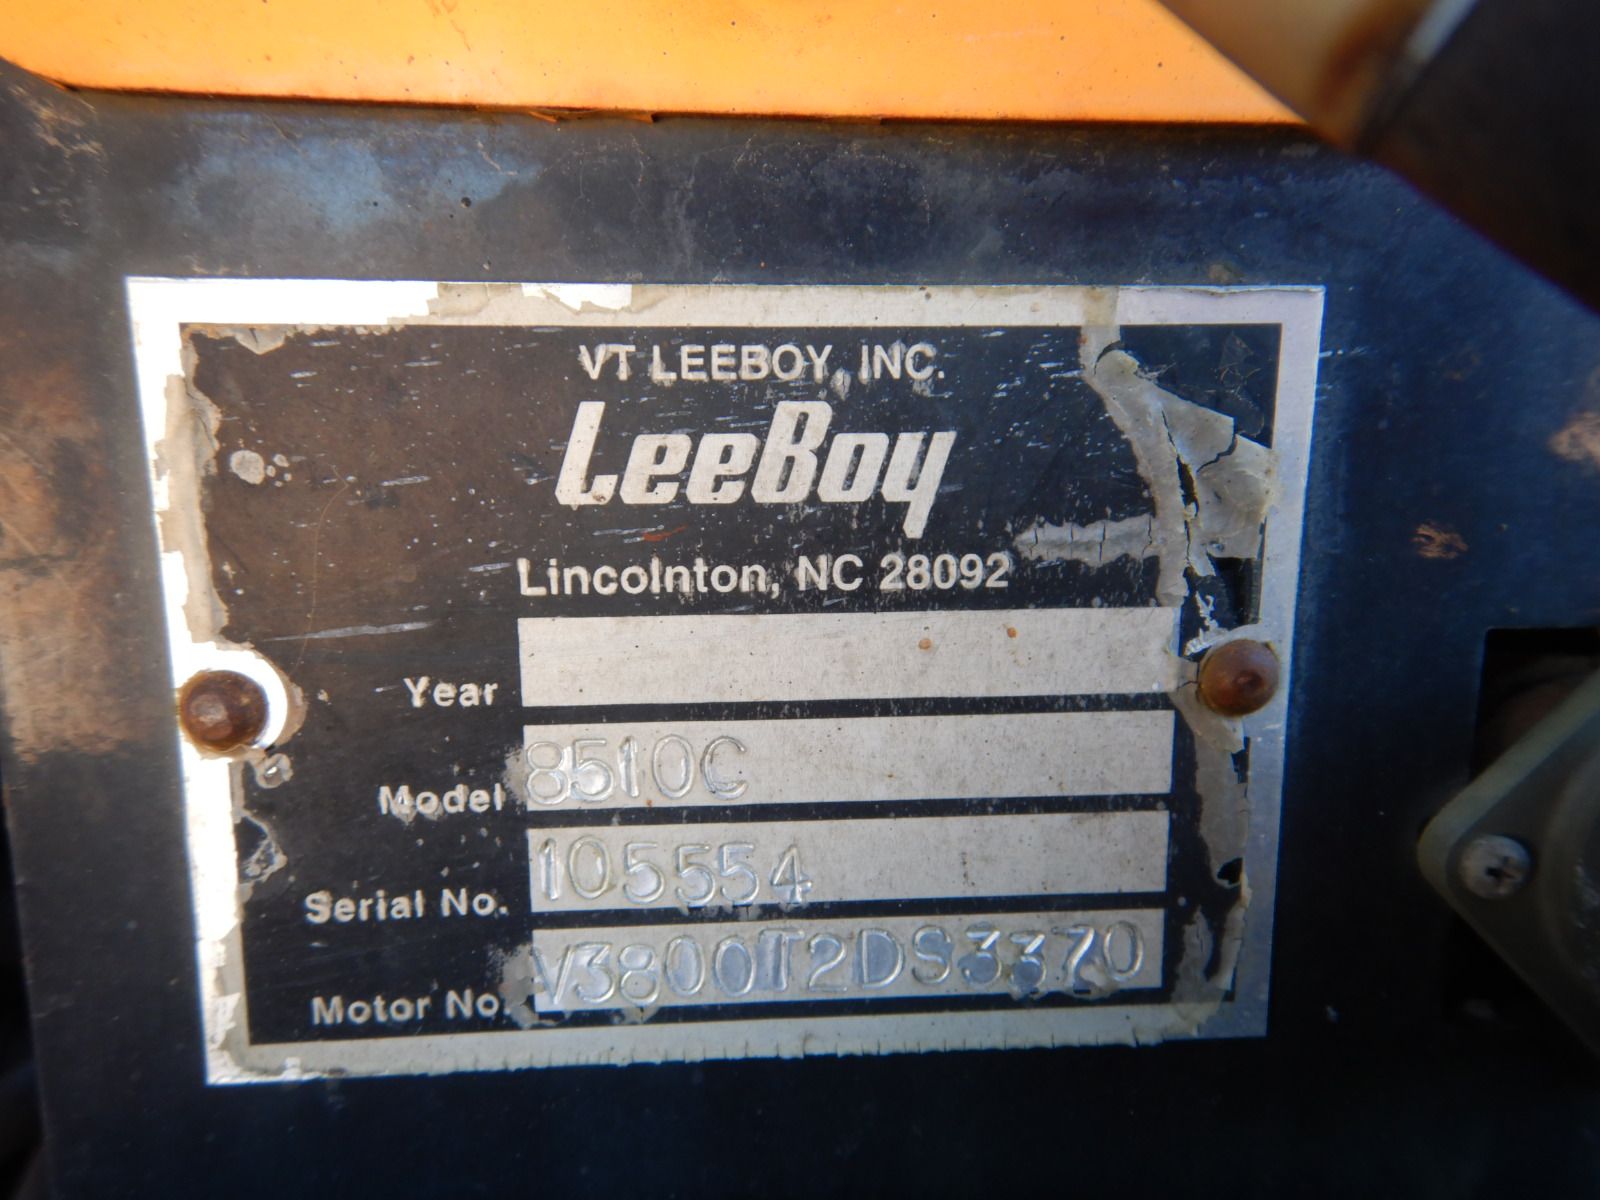 VT LEEBOY, INC.
LeeBoy
Lincolnton, NC 28092
Year
Model 8510C
Serial No. 105554
Motor No. V3800T2DS3370